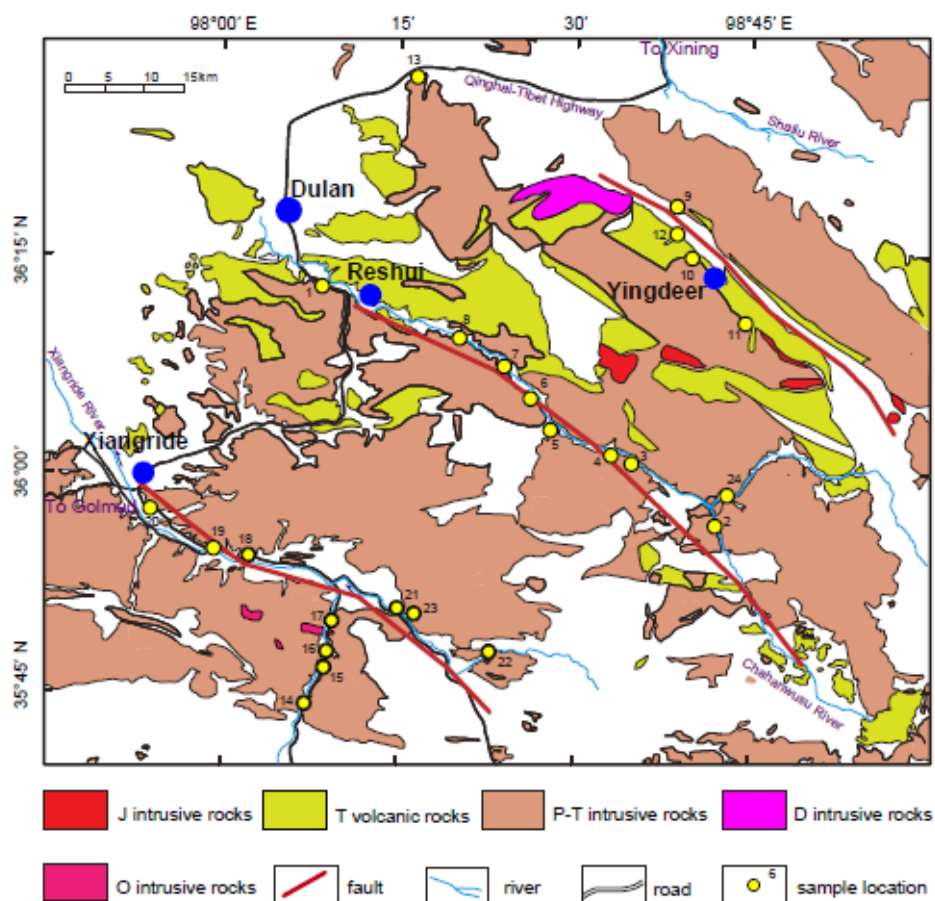 98°00′ E 15′ 30′ 98°45′ E
To Xining
0 5 10 15km
13
Qinghai-Tibet Highway
Shaliu River
Dulan
9
36°15′ N
12
Reshui
10
1
Yingdeer
8
11
7
Xiangride River
6
Xiangride
5
4 3
36°00′ N
24
To Golmud
2
19 18
21
23
17
16
22
15
35°45′ N
14
Chahanwusu River
J intrusive rocks T volcanic rocks P-T intrusive rocks D intrusive rocks
O intrusive rocks fault river road 6 sample location